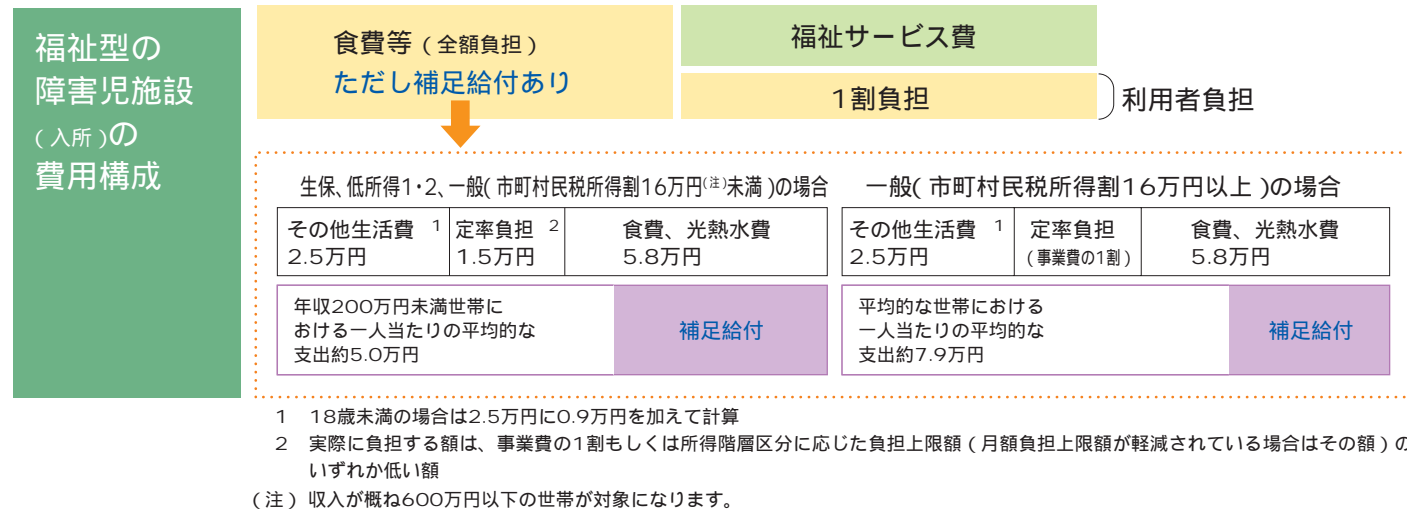 福祉型の
障害児施設
(入所)の
費用構成
食費等(全額負担)
ただし補足給付あり
福祉サービス費
1割負担
利用者負担
生保、低所得1・2、一般(市町村民税所得割16万円(注)未満)の場合
その他生活費 1
2.5万円
定率負担 2
1.5万円
食費、光熱水費
5.8万円
年収200万円未満世帯に
おける一人当たりの平均的な
支出約5.0万円
補足給付
一般(市町村民税所得割16万円以上)の場合
その他生活費 1
2.5万円
定率負担
(事業費の1割)
食費、光熱水費
5.8万円
平均的な世帯における
一人当たりの平均的な
支出約7.9万円
補足給付
1 18歳未満の場合は2.5万円に0.9万円を加えて計算
2 実際に負担する額は、事業費の1割もしくは所得階層区分に応じた負担上限額(月額負担上限額が軽減されている場合はその額)の
いずれか低い額
(注)収入が概ね600万円以下の世帯が対象になります。